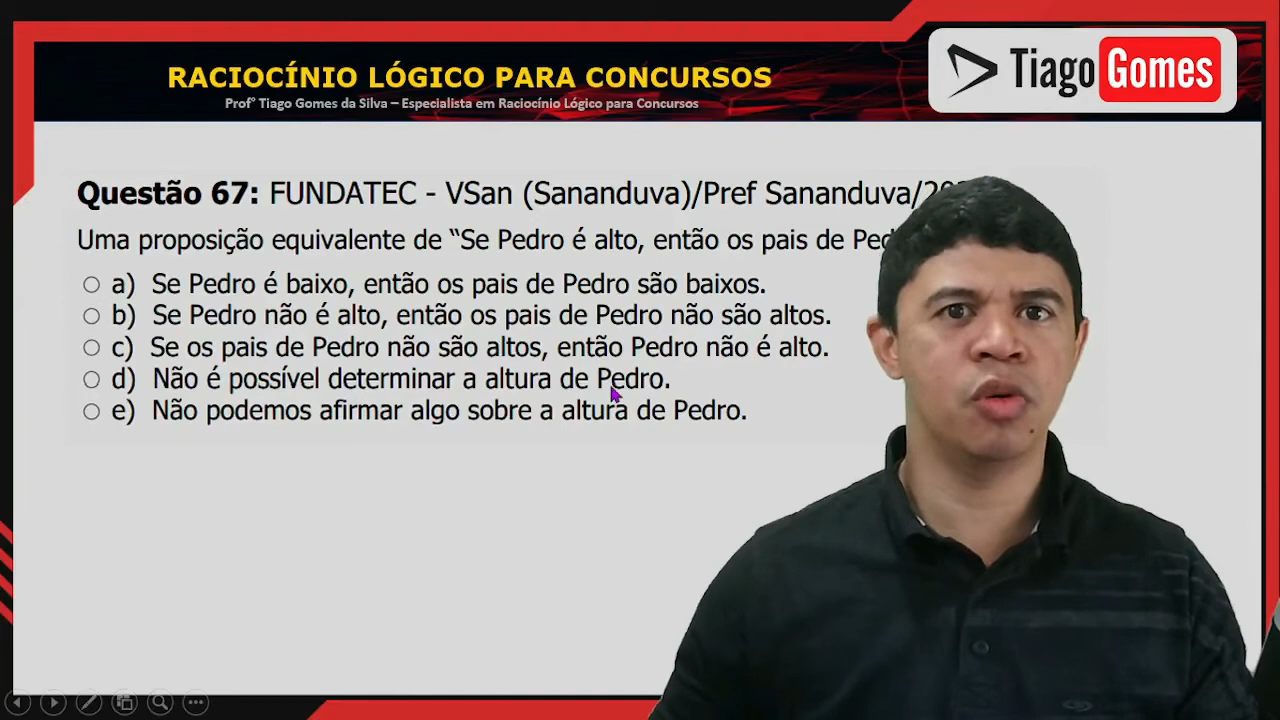 RACIOCÍNIO LÓGICO PARA CONCURSOS
Profº Tiago Gomes da Silva – Especialista em Raciocínio Lógico para Concursos
Tiago Gomes
Questão 67: FUNDATEC - VSan (Sananduva)/Pref Sananduva/
Uma proposição equivalente de “Se Pedro é alto, então os pais de
a) Se Pedro é baixo, então os pais de Pedro são baixos.
b) Se Pedro não é alto, então os pais de Pedro não são altos.
c) Se os pais de Pedro não são altos, então Pedro não é alto.
d) Não é possível determinar a altura de Pedro.
e) Não podemos afirmar algo sobre a altura de Pedro.